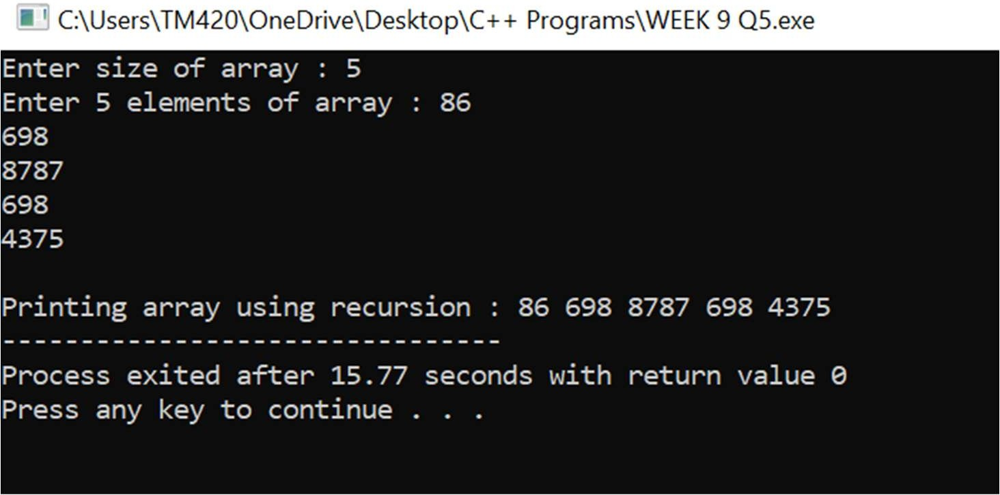 C:\Users\TM420\OneDrive\Desktop\C++ Programs\WEEK 9 Q5.exe
Enter size of array : 5
Enter 5 elements of array : 86
698
8787
698
4375
Printing array using recursion : 86 698 8787 698 4375
--------------------------------
Process exited after 15.77 seconds with return value 0
Press any key to continue . . .